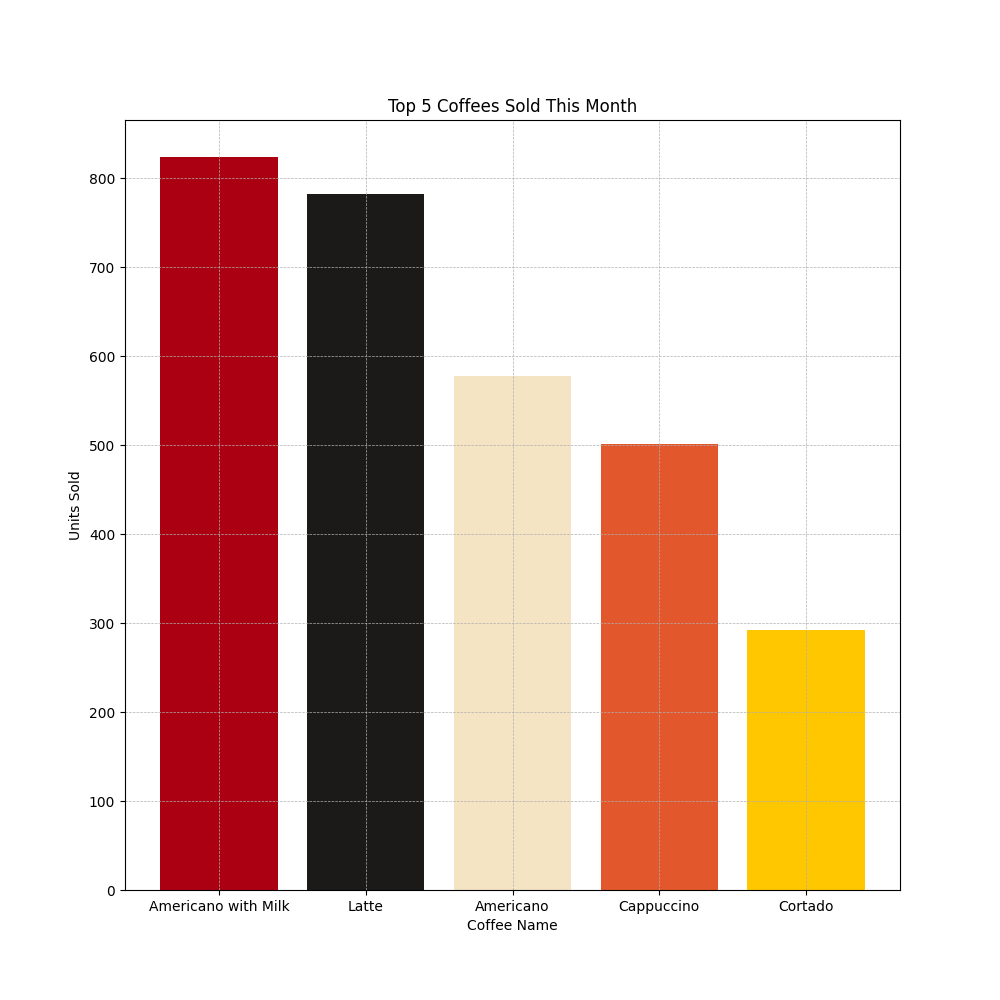 Top 5 Coffees Sold This Month
800
700
600
500
400
300
200
100
0
Units Sold
Americano with Milk
Latte
Americano
Cappuccino
Cortado
Coffee Name